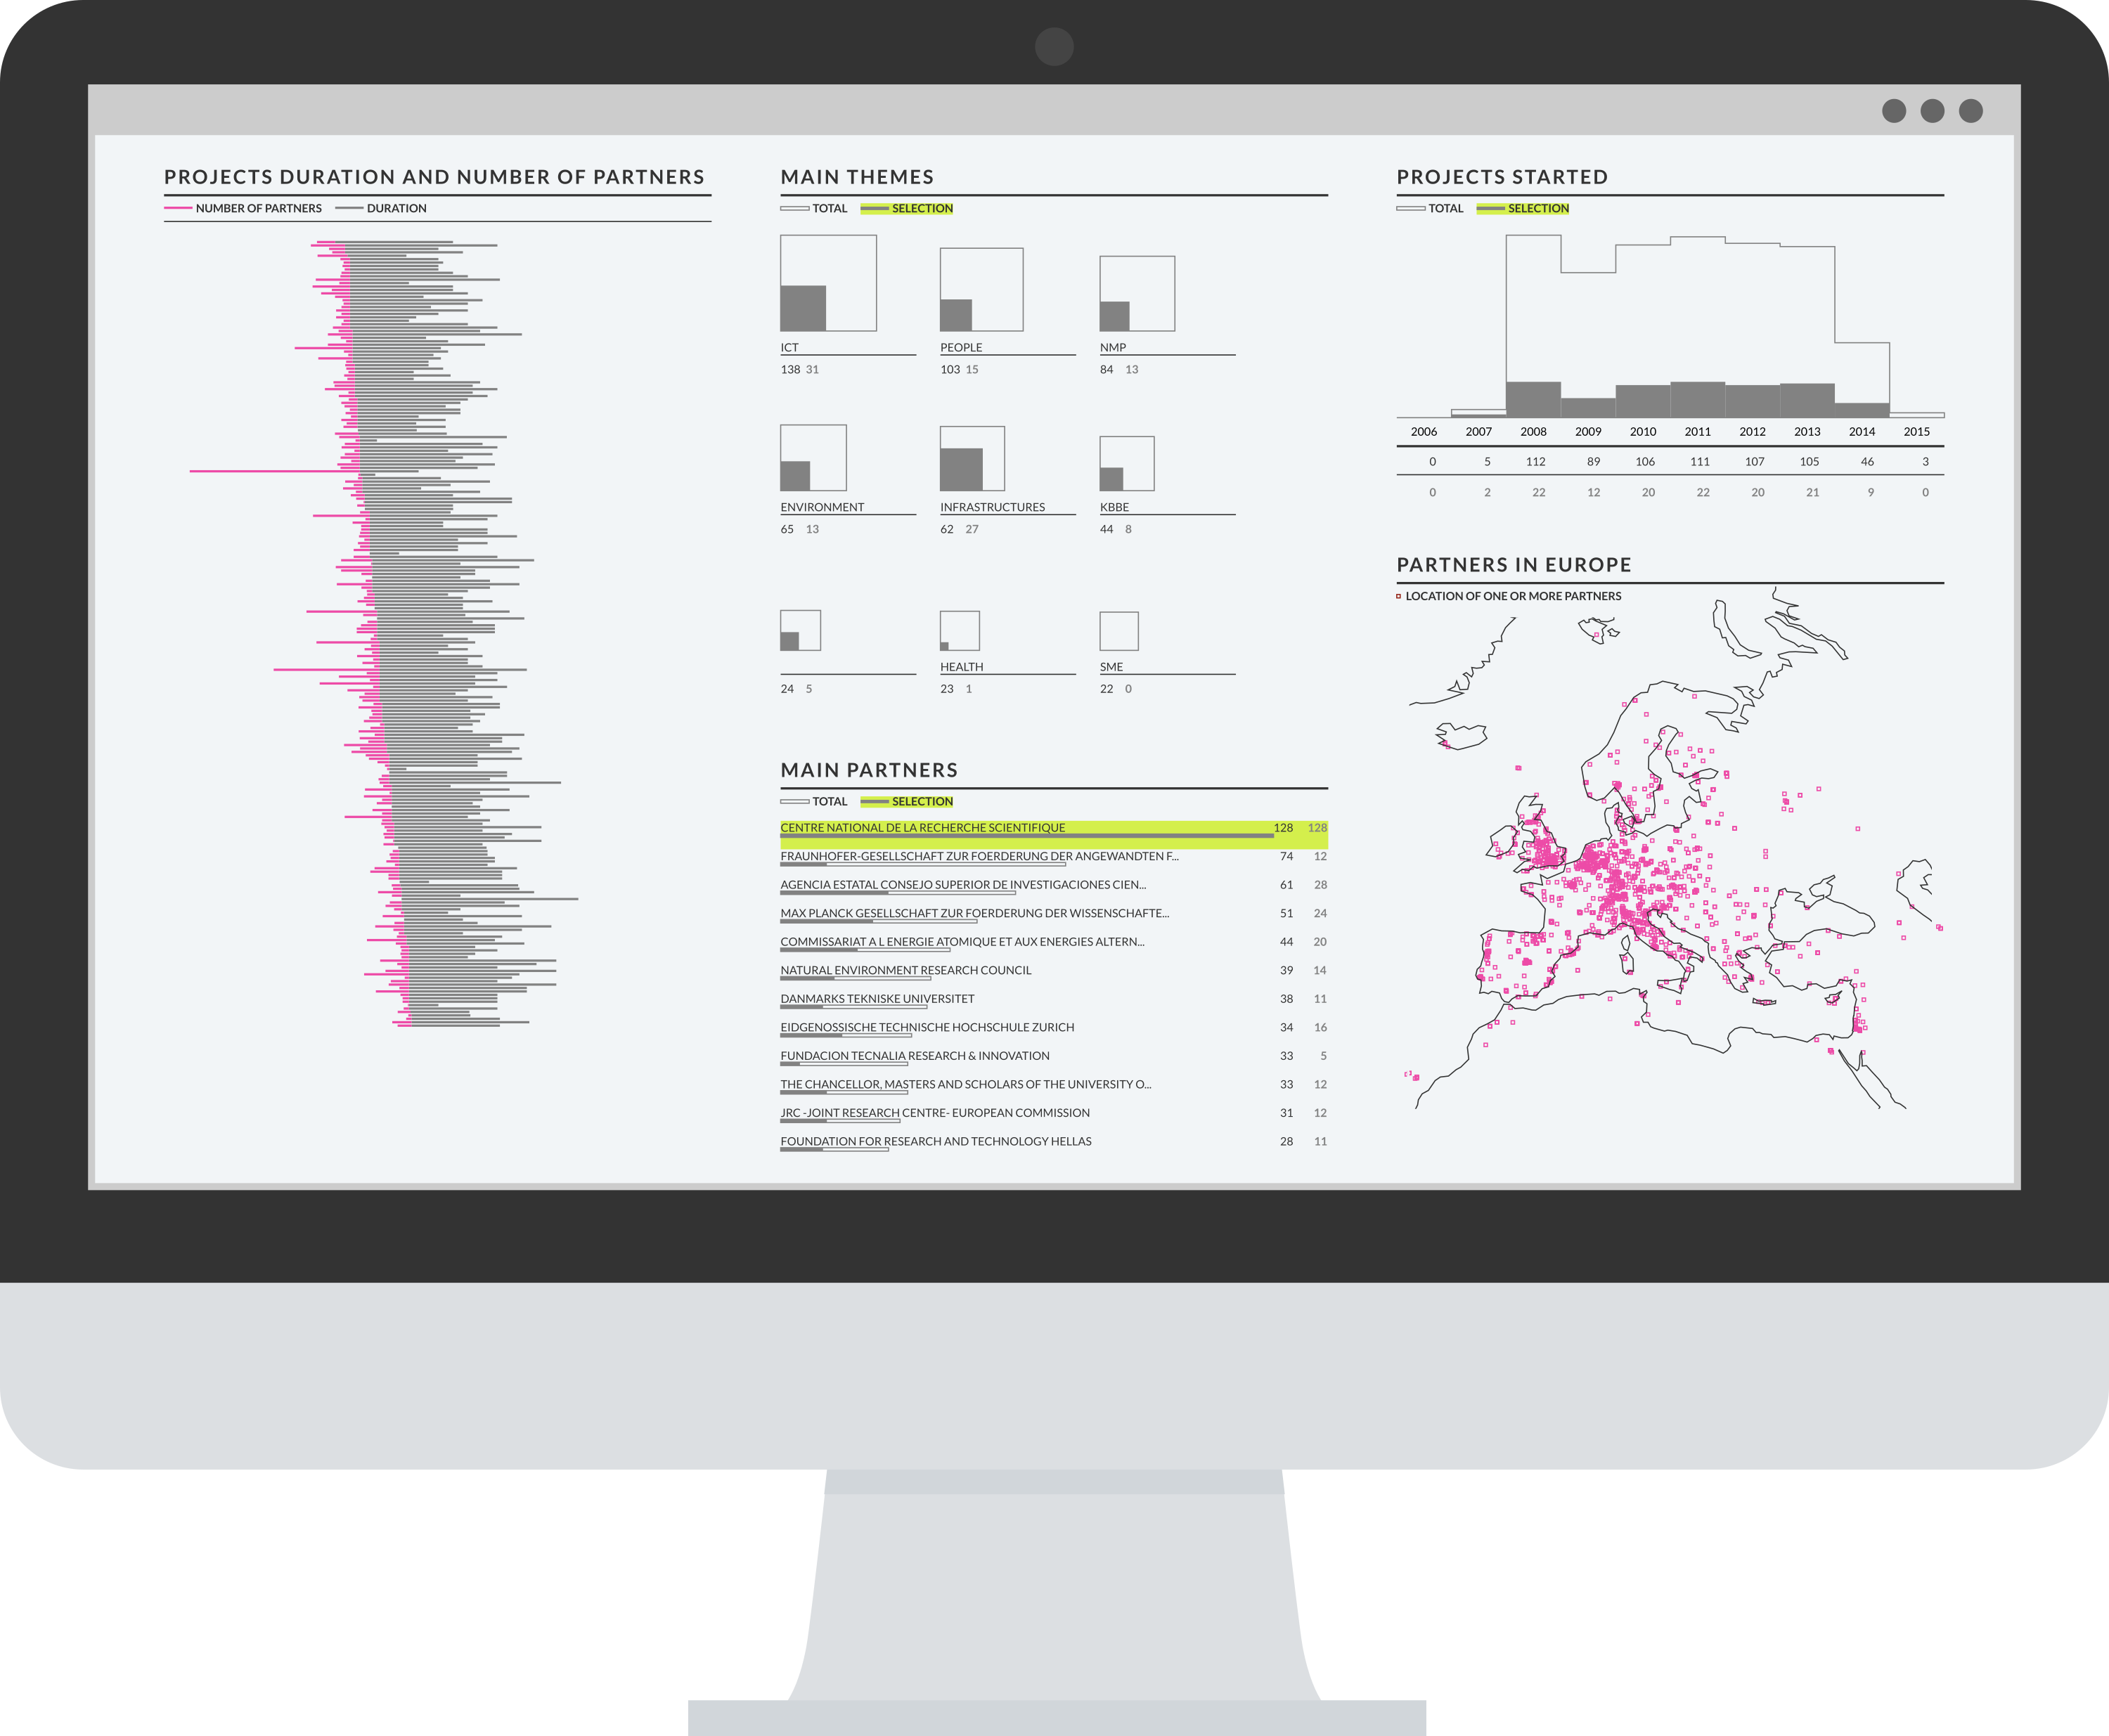 PROJECTS DURATION AND NUMBER OF PARTNERS
NUMBER OF PARTNERS DURATION
MAIN THEMES
TOTAL SELECTION
ICT PEOPLE NMP
138 31 103 15 84 13
ENVIRONMENT INFRASTRUCTURES KBBE
65 13 62 27 44 8
HEALTH SME
24 5 23 1 22 0
MAIN PARTNERS
TOTAL SELECTION
CENTRE NATIONAL DE LA RECHERCHE SCIENTIFIQUE 128 128
FRAUNHOFER-GESELLSCHAFT ZUR FOERDERUNG DER ANGEWANDTEN F... 74 12
AGENCIA ESTATAL CONSEJO SUPERIOR DE INVESTIGACIONES CIEN... 61 28
MAX PLANCK GESELLSCHAFT ZUR FOERDERUNG DER WISSENSCHAFTE... 51 24
COMMISSARIAT A L ENERGIE ATOMIQUE ET AUX ENERGIES ALTERN... 44 20
NATURAL ENVIRONMENT RESEARCH COUNCIL 39 14
DANMARKS TEKNISKE UNIVERSITET 38 11
EIDGENOSSISCHE TECHNISCHE HOCHSCHULE ZURICH 34 16
FUNDACION TECNALIA RESEARCH & INNOVATION 33 5
THE CHANCELLOR, MASTERS AND SCHOLARS OF THE UNIVERSITY O... 33 12
JRC -JOINT RESEARCH CENTRE- EUROPEAN COMMISSION 31 12
FOUNDATION FOR RESEARCH AND TECHNOLOGY HELLAS 28 11
PROJECTS STARTED
TOTAL SELECTION
2006 2007 2008 2009 2010 2011 2012 2013 2014 2015
0 5 112 89 106 111 107 105 46 3
0 2 22 12 20 22 20 21 9 0
PARTNERS IN EUROPE
LOCATION OF ONE OR MORE PARTNERS